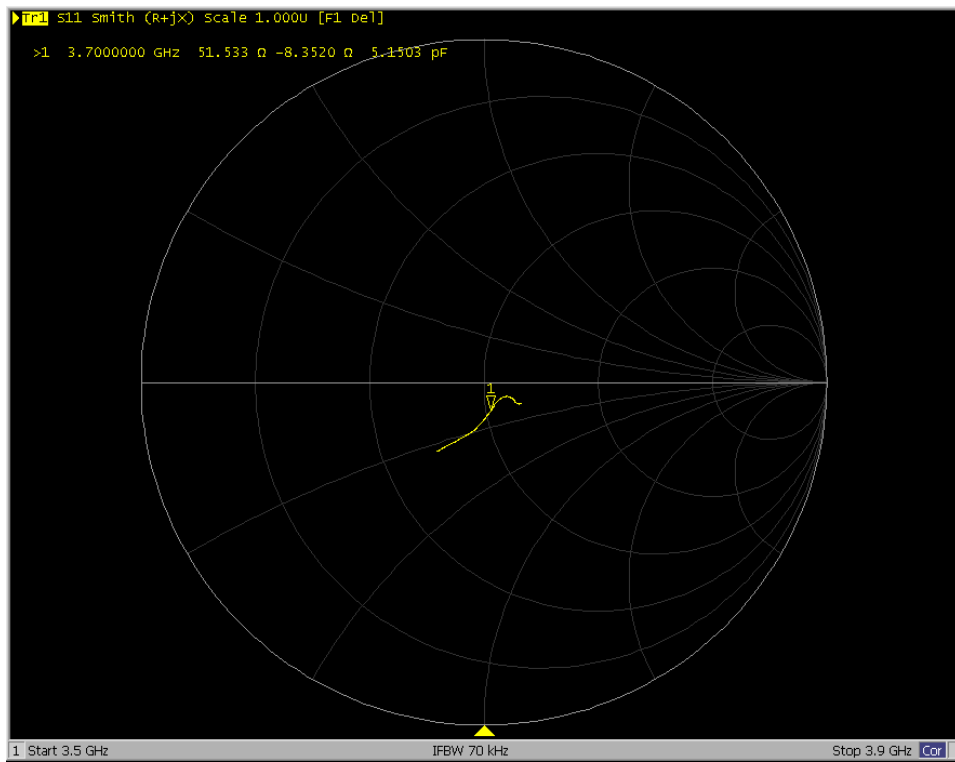 Tr1 S11 Smith (R+jX) Scale 1.000U [F1 Del]
>1 3.7000000 GHz 51.533 Ω -8.3520 Ω 5.1503 pF
1
1 Start 3.5 GHz IFBW 70 kHz Stop 3.9 GHz Cor